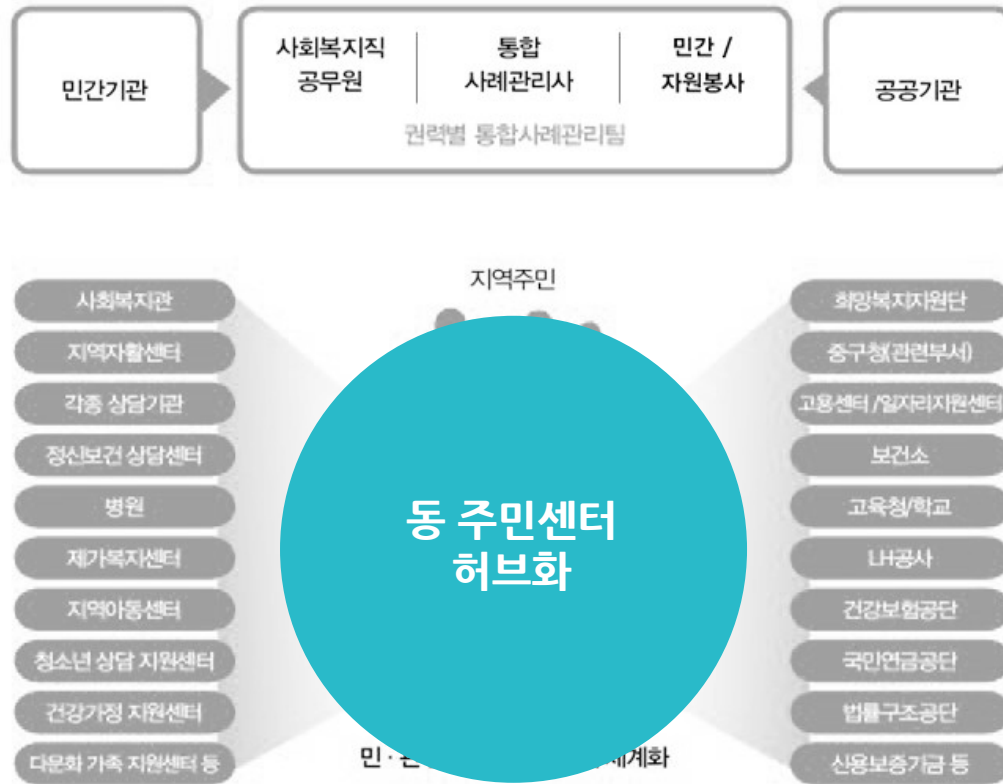 민간기관
사회복지직
공무원
통합
사례관리사
민간 /
자원봉사
권력별 통합사례관리팀
공공기관
지역주민
사회복지관
지역자활센터
각종 상담기관
정신보건 상담센터
병원
제가복지센터
지역아동센터
청소년 상담 지원센터
건강가정 지원센터
다문화 가족 지원센터 등
동 주민센터
허브화
희망복지지원단
중구청(관련부서)
고용센터 /일자리지원센터
보건소
고육청/학교
LH공사
건강보험공단
국민연금공단
법률구조공단
신용보증기금 등
민 ·